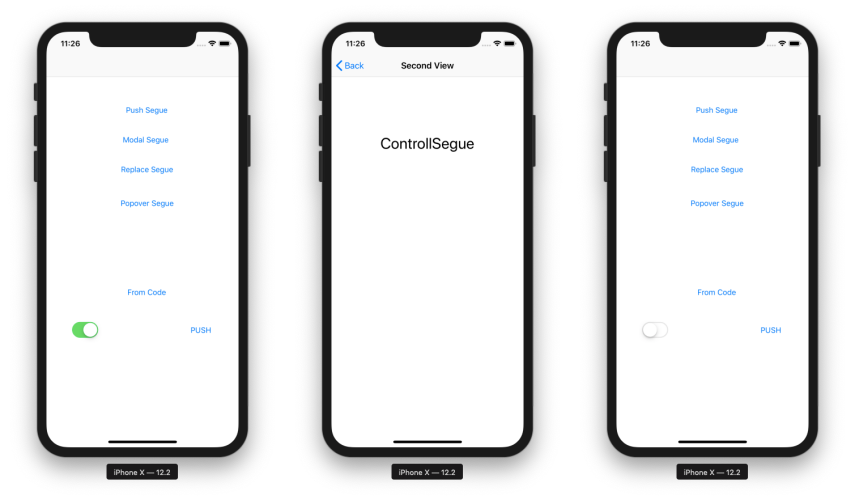 11:26
Push Segue
Modal Segue
Replace Segue
Popover Segue
From Code
PUSH
iPhone X — 12.2
11:26
Back Second View
ControllSegue
iPhone X — 12.2
11:26
Push Segue
Modal Segue
Replace Segue
Popover Segue
From Code
PUSH
iPhone X — 12.2